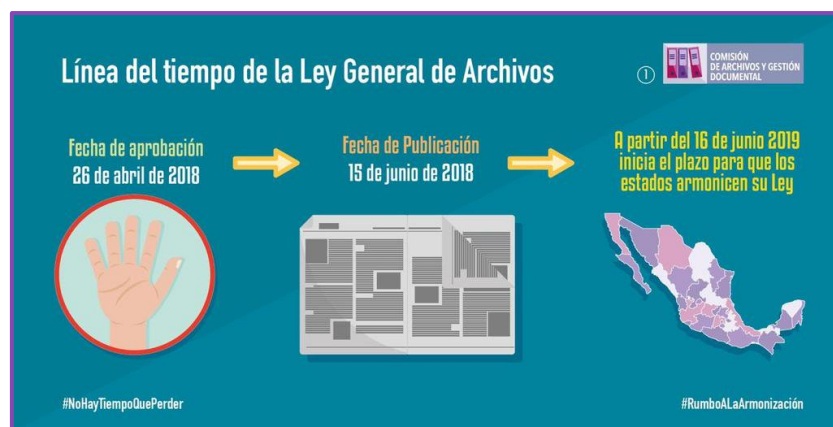 Línea del tiempo de la Ley General de Archivos
1
COMISIÓN
DE ARCHIVOS Y GESTIÓN
DOCUMENTAL
Fecha de aprobación
26 de abril de 2018
Fecha de Publicación
15 de junio de 2018
A partir del 16 de junio 2019
inicia el plazo para que los
estados armonicen su Ley
#NoHayTiempoQuePerder
#RumboALaArmonización